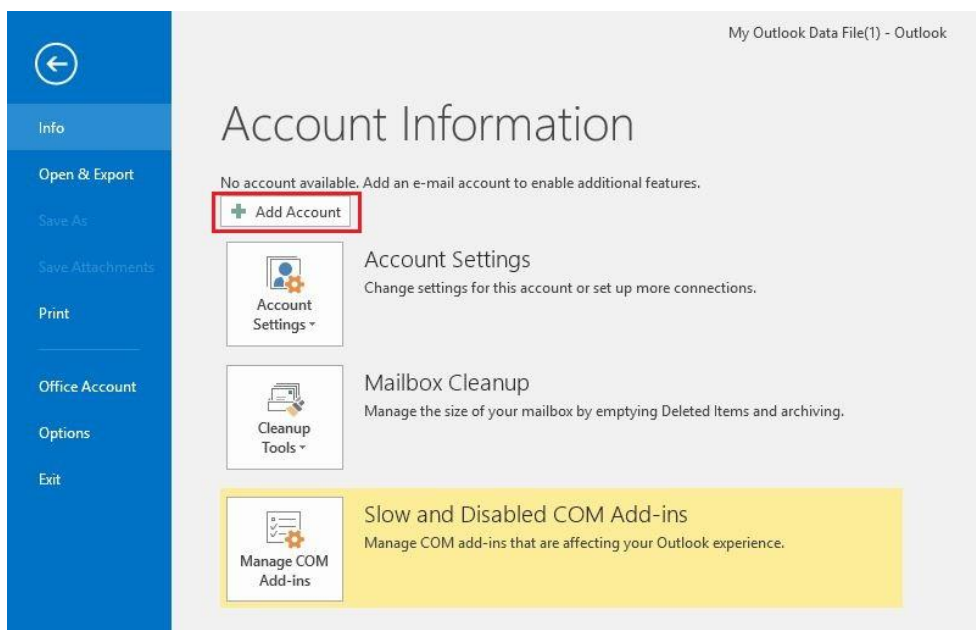 My Outlook Data File(1) - Outlook
Info
Open & Export
Save As
Save Attachments
Print
Office Account
Options
Exit
Account Information
No account available. Add an e-mail account to enable additional features.
Add Account
Account
Settings
Account Settings
Change settings for this account or set up more connections.
Cleanup
Tools
Mailbox Cleanup
Manage the size of your mailbox by emptying Deleted Items and archiving.
Manage COM
Add-ins
Slow and Disabled COM Add-ins
Manage COM add-ins that are affecting your Outlook experience.